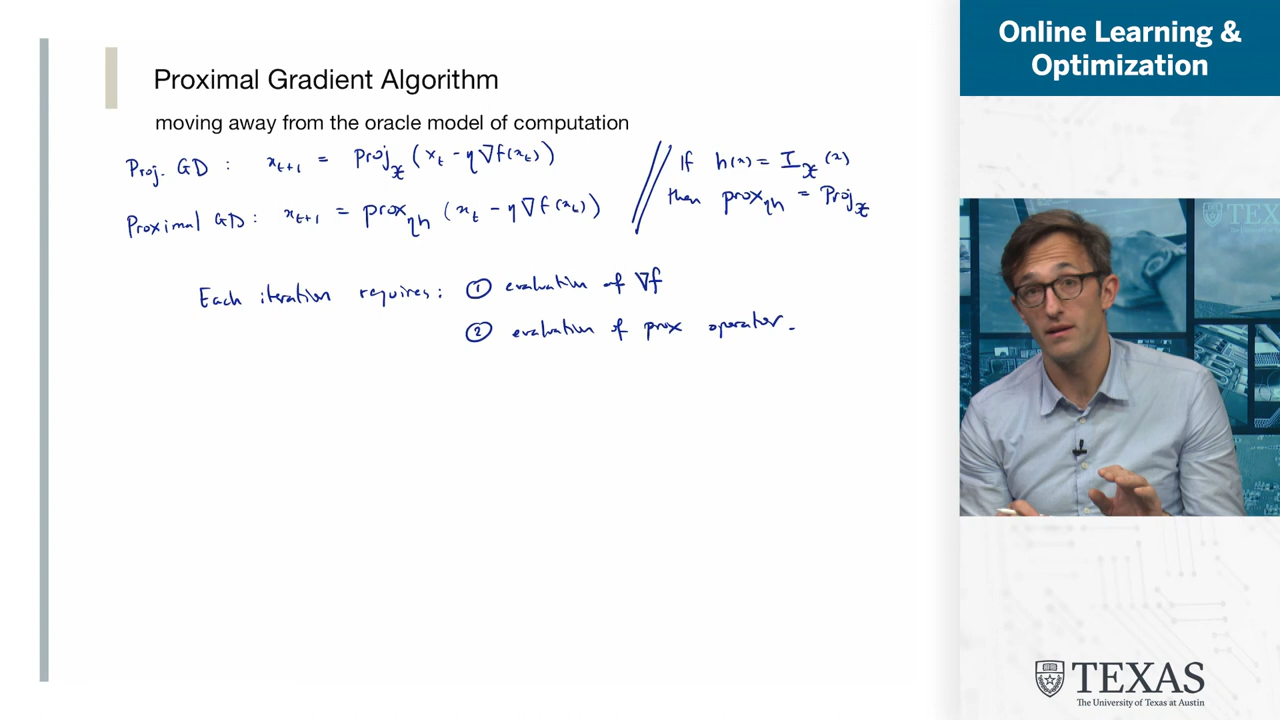 Proximal Gradient Algorithm
moving away from the oracle model of computation
Proj. GD : x_{t+1} = Proj_𝒳 (x_t - η∇f(x_t))
Proximal GD : x_{t+1} = prox_{ηh} (x_t - η∇f(x_t))
If h(x) = I_𝒳(x)
then prox_{ηh} = Proj_𝒳
Each iteration requires : ① evaluation of ∇f
② evaluation of prox operator.
Online Learning &
Optimization
TEXAS
The University of Texas at Austin